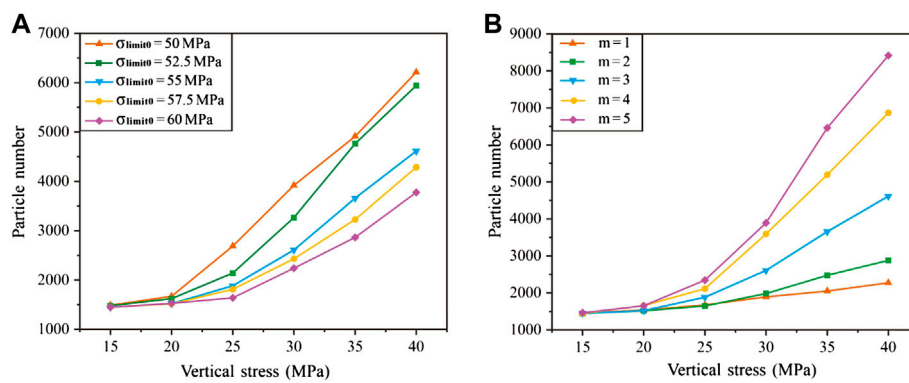 A
7000
6000
5000
4000
3000
2000
1000
Particle number
σlimit0 = 50 MPa
σlimit0 = 52.5 MPa
σlimit0 = 55 MPa
σlimit0 = 57.5 MPa
σlimit0 = 60 MPa
15 20 25 30 35 40
Vertical stress (MPa)
B
9000
8000
7000
6000
5000
4000
3000
2000
1000
Particle number
m = 1
m = 2
m = 3
m = 4
m = 5
15 20 25 30 35 40
Vertical stress (MPa)